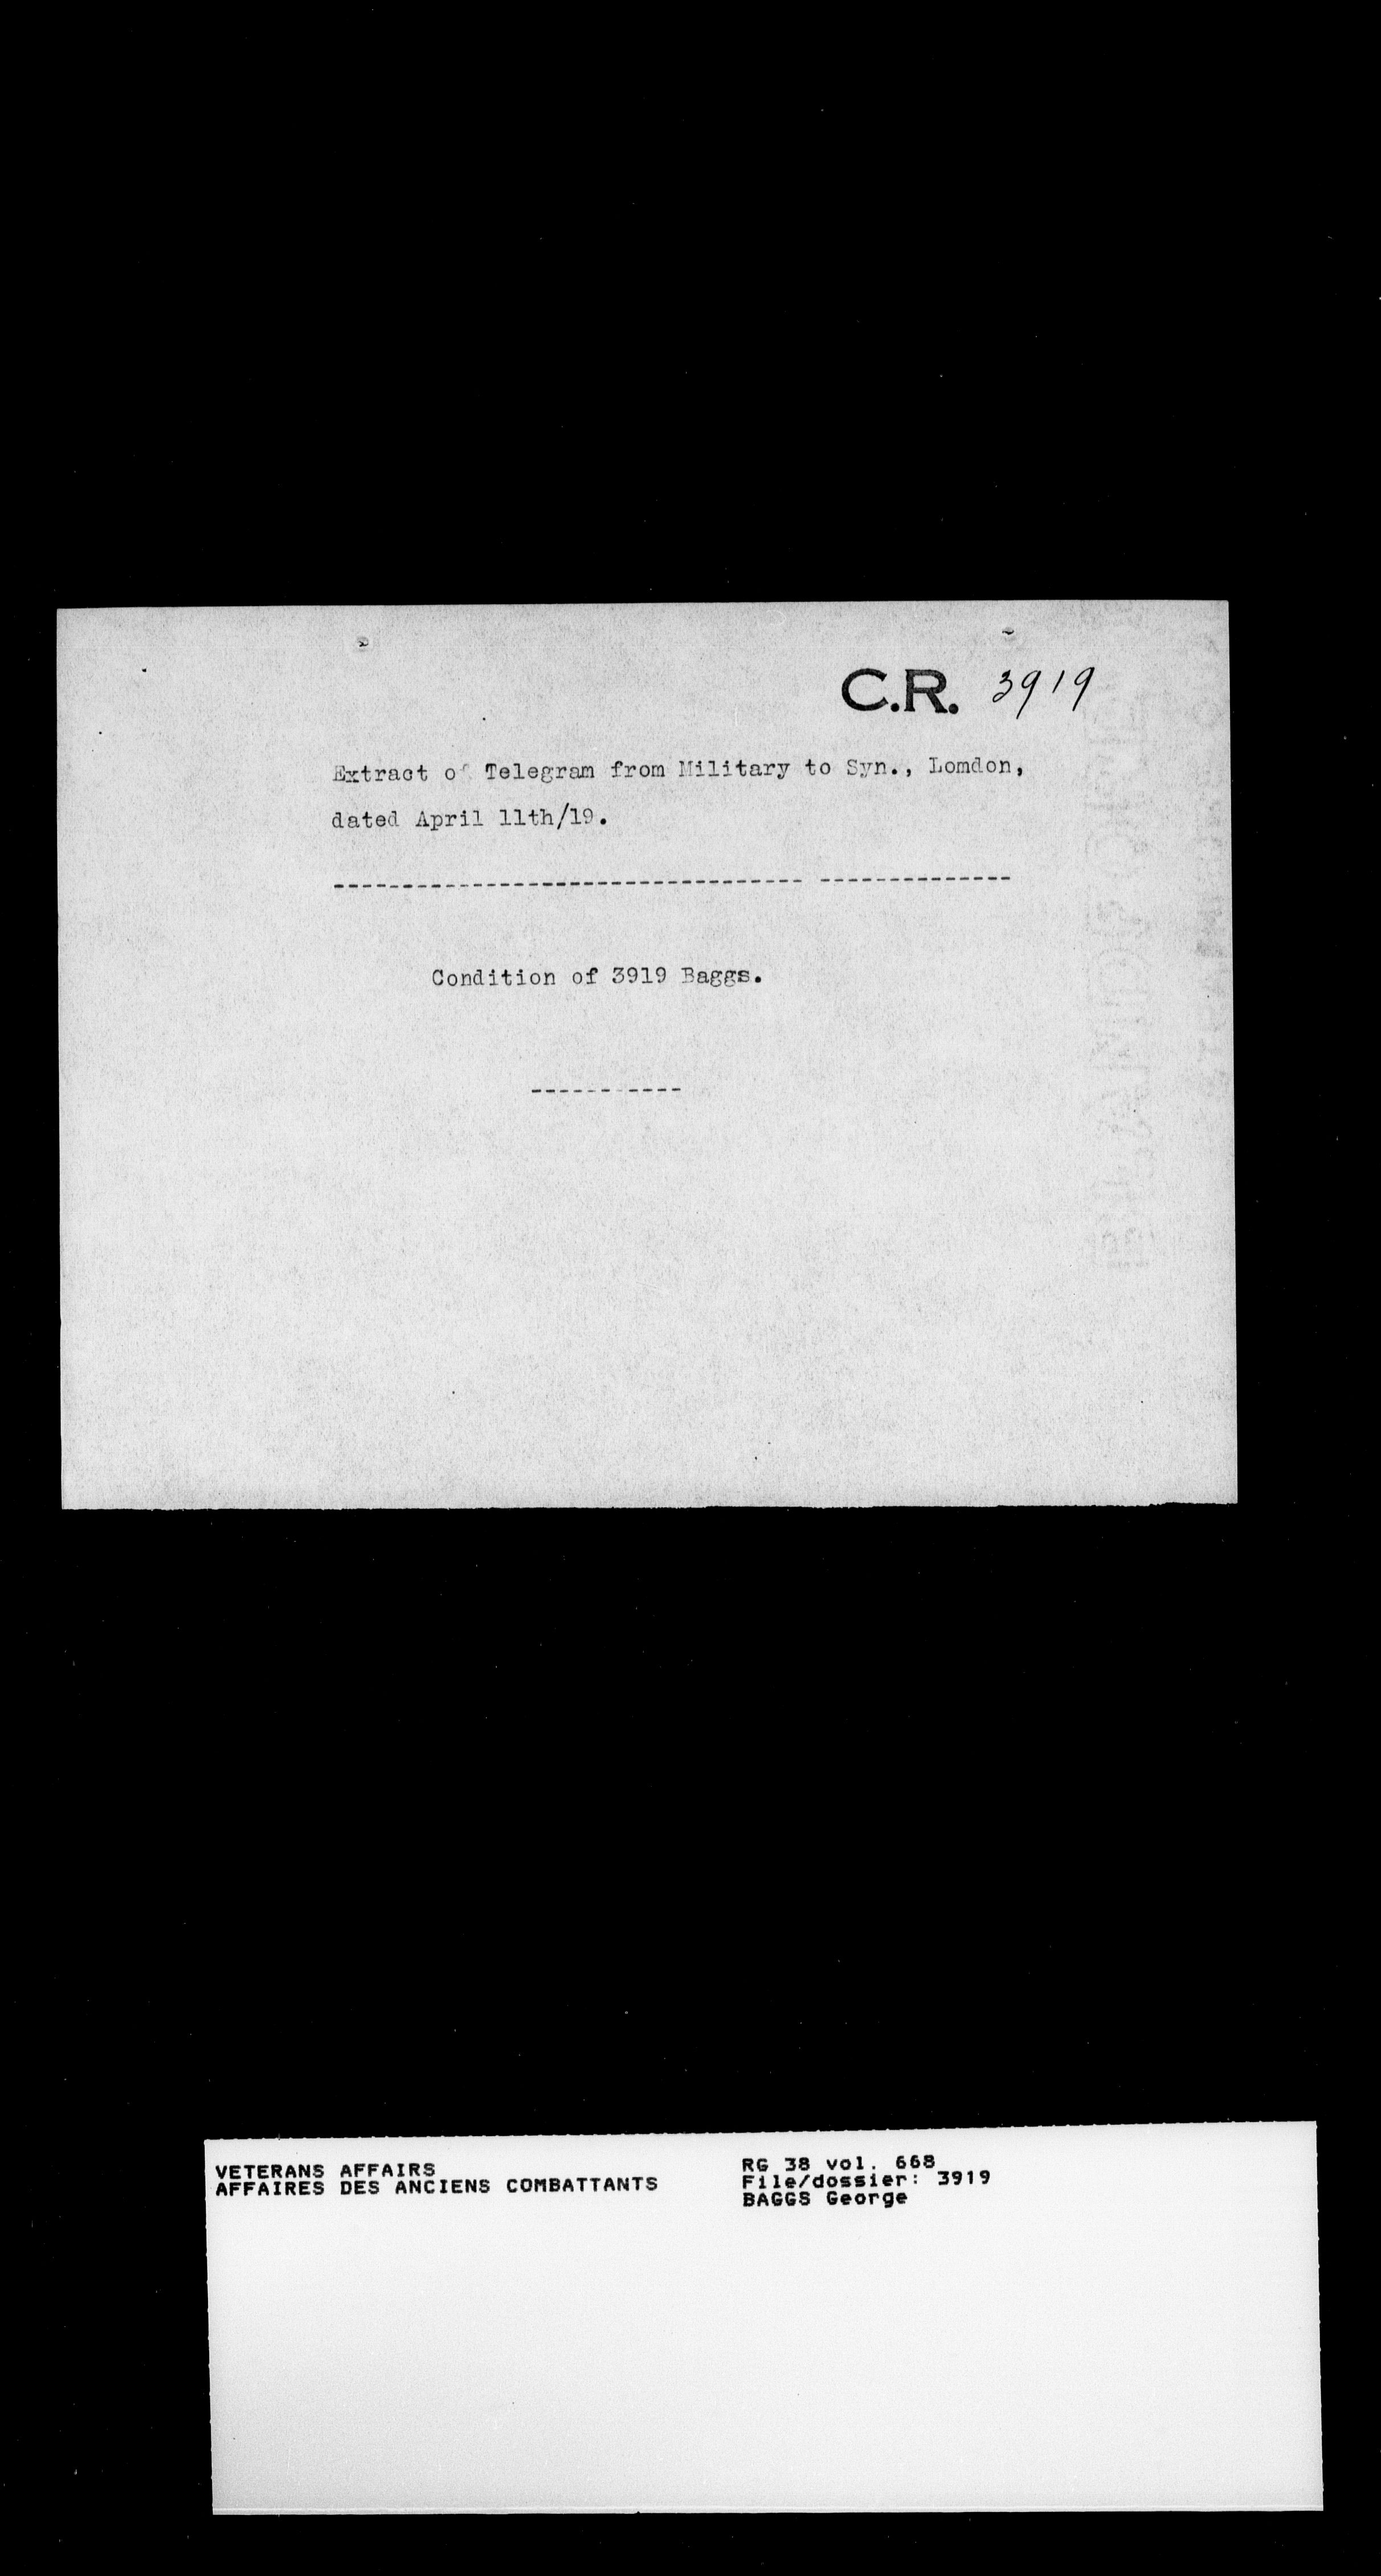 C.R. 3919
Extract of Telegram from Military to Syn., Lomdon,
dated April 11th/19.
---------------------------------- --------------
Condition of 3919 Baggs.
------ ----
VETERANS AFFAIRS
AFFAIRES DES ANCIENS COMBATTANTS
RG 38 vol. 668
File/dossier: 3919
BAGGS George